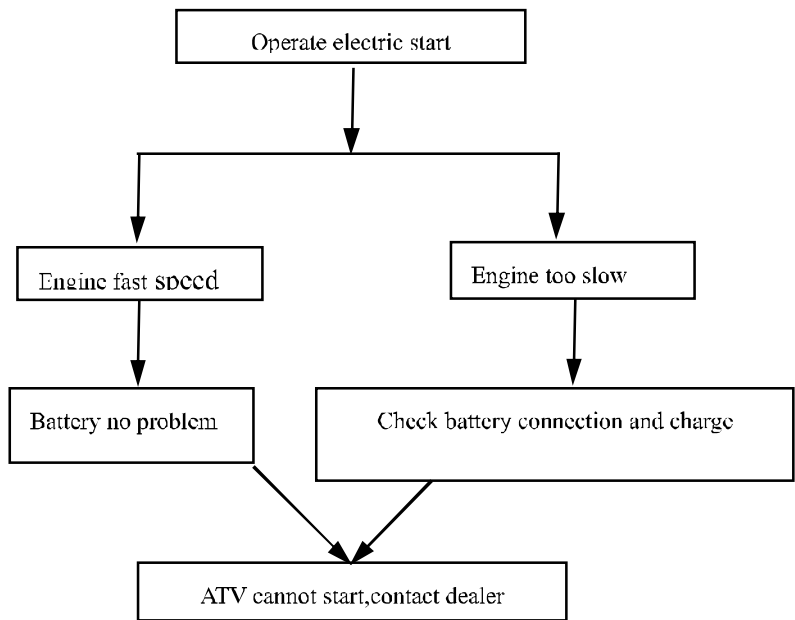 Operate electric start
Engine fast speed
Engine too slow
Battery no problem
Check battery connection and charge
ATV cannot start,contact dealer